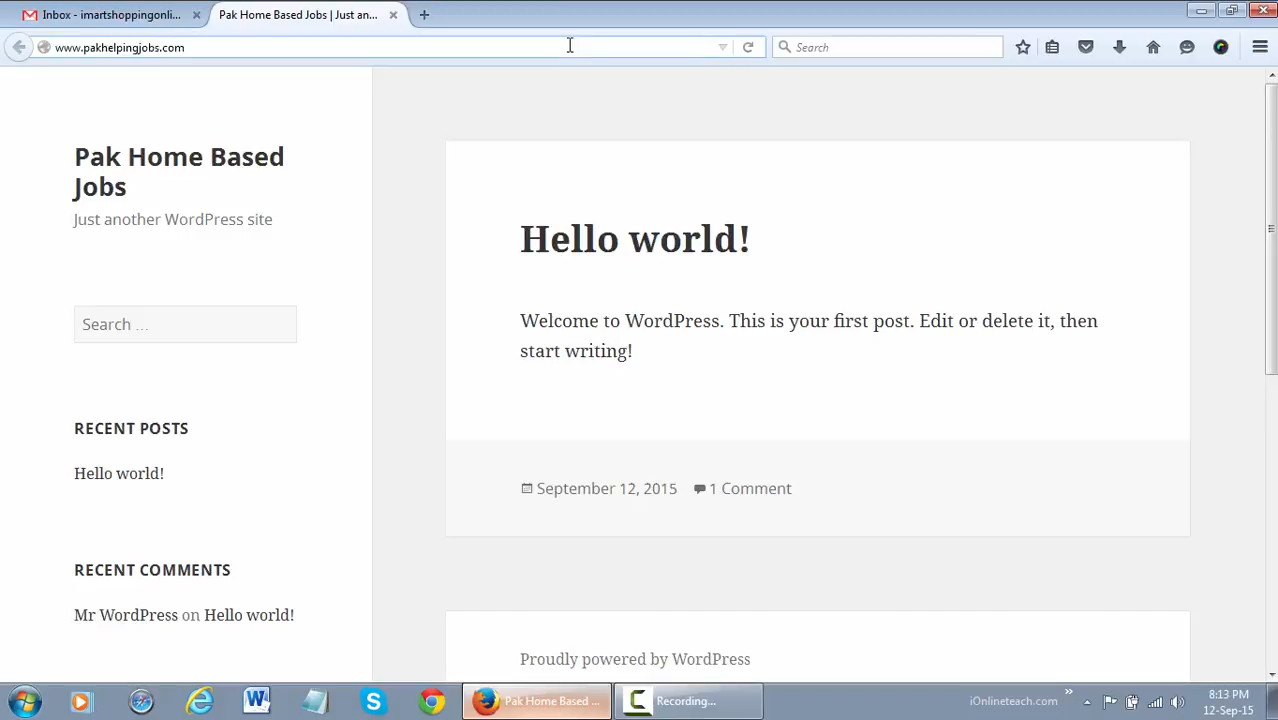 Inbox - imartshoppingonli...
Pak Home Based Jobs | Just an...
www.pakhelpingjobs.com
Search
Pak Home Based
Jobs
Just another WordPress site
Search ...
RECENT POSTS
Hello world!
RECENT COMMENTS
Mr WordPress on Hello world!
Hello world!
Welcome to WordPress. This is your first post. Edit or delete it, then
start writing!
September 12, 2015 1 Comment
Proudly powered by WordPress
Pak Home Based ...
Recording...
iOnlineteach.com
8:13 PM
12-Sep-15